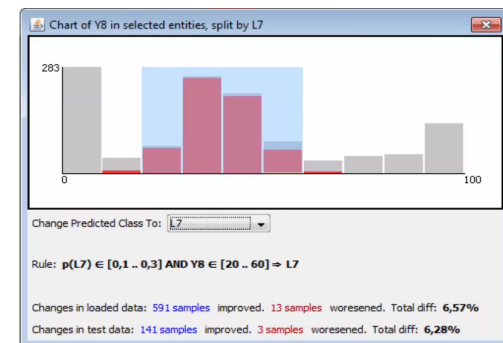 Chart of Y8 in selected entities, split by L7
283
0
100
Change Predicted Class To: L7
Rule: p(L7) ∈ [0,1 .. 0,3] AND Y8 ∈ [20 .. 60] ⇒ L7
Changes in loaded data: 591 samples improved. 13 samples woresened. Total diff: 6,57%
Changes in test data: 141 samples improved. 3 samples woresened. Total diff: 6,28%